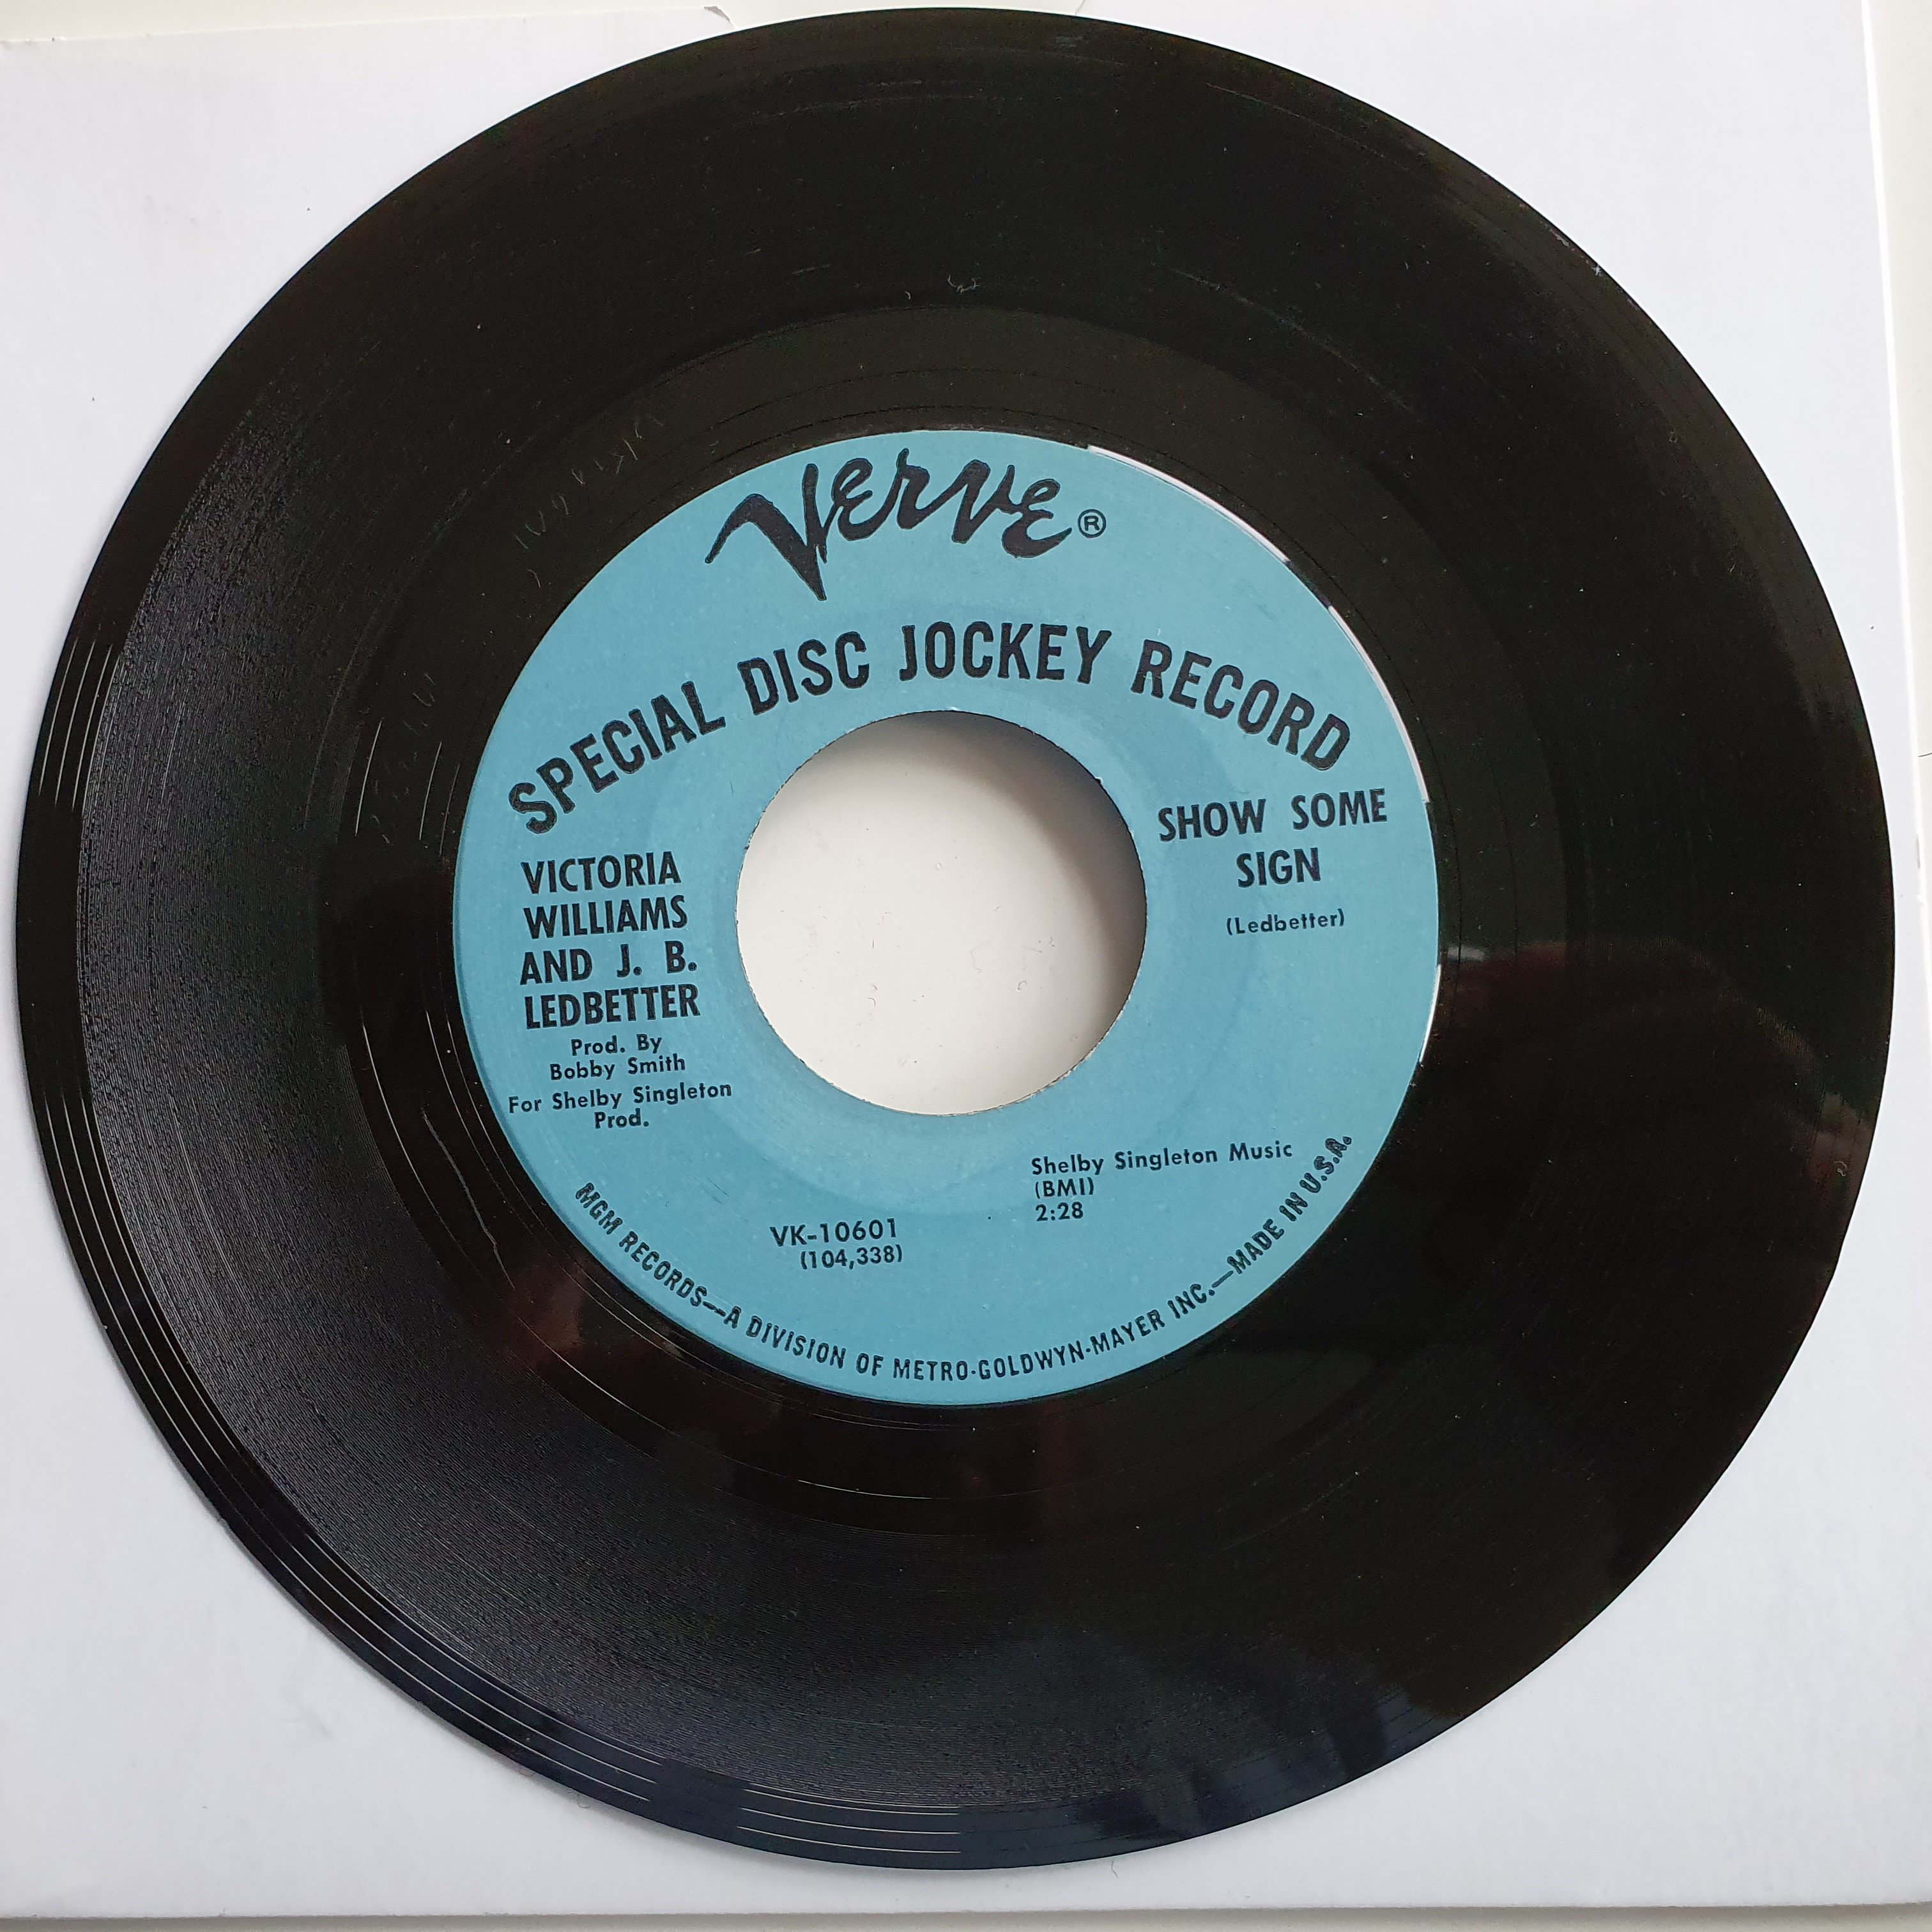 Verve®
SPECIAL DISC JOCKEY RECORD
VICTORIA
WILLIAMS
AND J. B.
LEDBETTER
Prod. By
Bobby Smith
For Shelby Singleton
Prod.
SHOW SOME
SIGN
(Ledbetter)
Shelby Singleton Music
(BMI)
2:28
VK-10601
(104,338)
MGM RECORDS—A DIVISION OF METRO-GOLDWYN-MAYER INC.—MADE IN U.S.A.